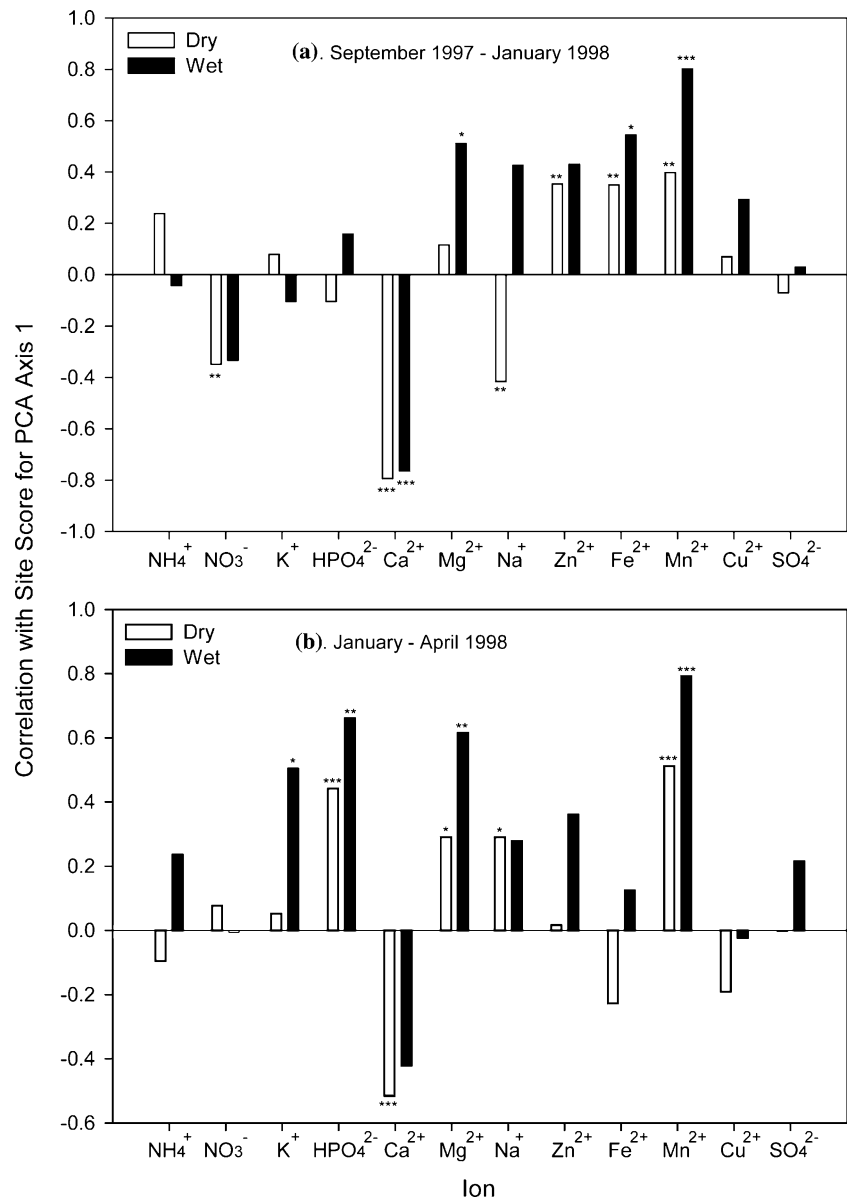 Correlation with Site Score for PCA Axis 1
1.0
Dry
Wet
(a). September 1997 - January 1998
***
0.8
0.6
* *
0.4
** ** **
0.2
0.0
-0.2
**
-0.4
**
-0.6
-0.8
*** ***
-1.0
NH₄⁺ NO₃⁻ K⁺ HPO₄²⁻ Ca²⁺ Mg²⁺ Na⁺ Zn²⁺ Fe²⁺ Mn²⁺ Cu²⁺ SO₄²⁻
1.0
Dry
Wet
(b). January - April 1998
0.8
***
** **
0.6
* ***
0.4
***
* *
0.2
0.0
-0.2
-0.4
***
-0.6
NH₄⁺ NO₃⁻ K⁺ HPO₄²⁻ Ca²⁺ Mg²⁺ Na⁺ Zn²⁺ Fe²⁺ Mn²⁺ Cu²⁺ SO₄²⁻
Ion